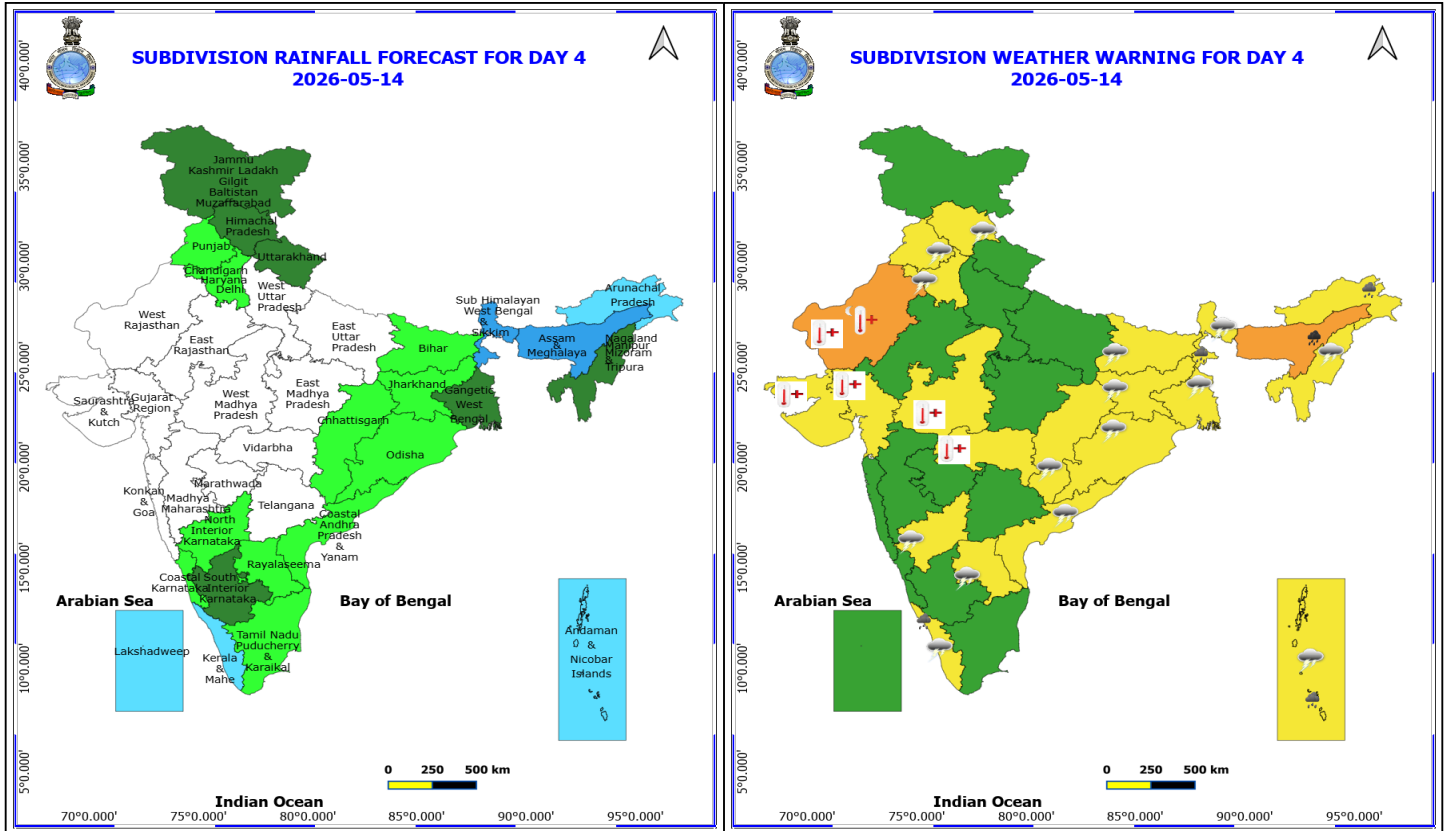 SUBDIVISION RAINFALL FORECAST FOR DAY 4
2026-05-14
40°0.000'
35°0.000'
30°0.000'
25°0.000'
20°0.000'
15°0.000'
10°0.000'
5°0.000'
Jammu
Kashmir Ladakh
Gilgit
Baltistan
Muzaffarabad
Himachal
Pradesh
Punjab
Uttarakhand
Chandigarh
Haryana
Delhi
West
Uttar
Pradesh
West
Rajasthan
East
Rajasthan
East
Uttar
Pradesh
Sub Himalayan
West Bengal
&
Sikkim
Arunachal
Pradesh
Assam
&
Meghalaya
Nagaland
Manipur
Mizoram
&
Tripura
Bihar
Jharkhand
Gangetic
West
Bengal
Saurashtra
&
Kutch
Gujarat
Region
West
Madhya
Pradesh
East
Madhya
Pradesh
Chhattisgarh
Odisha
Vidarbha
Konkan
&
Goa
Madhya
Maharashtra
Marathwada
Telangana
North
Interior
Karnataka
Coastal
Andhra
Pradesh
&
Yanam
Rayalaseema
Coastal
Karnataka
South
Interior
Karnataka
Arabian Sea
Bay of Bengal
Lakshadweep
Kerala
&
Mahe
Tamil Nadu
Puducherry
&
Karaikal
Andaman
&
Nicobar
Islands
0 250 500 km
Indian Ocean
70°0.000' 75°0.000' 80°0.000' 85°0.000' 90°0.000' 95°0.000'
SUBDIVISION WEATHER WARNING FOR DAY 4
2026-05-14
40°0.000'
35°0.000'
30°0.000'
25°0.000'
20°0.000'
15°0.000'
10°0.000'
5°0.000'
Arabian Sea
Bay of Bengal
0 250 500 km
Indian Ocean
70°0.000' 75°0.000' 80°0.000' 85°0.000' 90°0.000' 95°0.000'